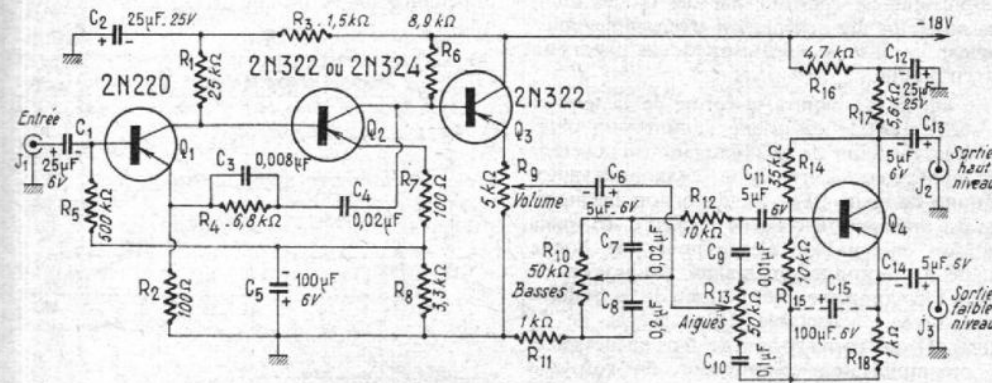 C2
25µF. 25V
R3 . 1,5kΩ
8,9 kΩ
-18V
R1
25kΩ
2N220
2N322 ou 2N324
R6
2N322
4,7 kΩ
R16
C12
25µF
25V
R17
5,6kΩ
C13
5µF
6V
Entrée
J1
C1
25µF
6V
Q1
Q2
Q3
C3
0,008µF
R4 . 6,8kΩ
C4
0,02µF
R7
100Ω
R9
5kΩ
Volume
C6
5µF. 6V
R12
10kΩ
C11
5µF
6V
R14
35kΩ
Q4
Sortie
haut
niveau
J2
R5
500kΩ
R2
100Ω
C5
100µF
6V
R8
3,3kΩ
R10
50kΩ
Basses
C7
0,02µF
C8
0,2µF
C9
0,01µF
R13
50kΩ
Aiguës
C10
0,1µF
R11
1kΩ
R15
10kΩ
C15
100µF. 6V
R18
1kΩ
C14
5µF. 6V
Sortie
faible
niveau
J3